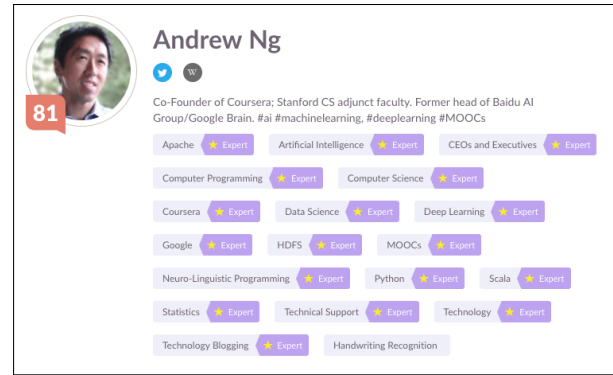 Andrew Ng
W
81
Co-Founder of Coursera; Stanford CS adjunct faculty. Former head of Baidu AI
Group/Google Brain. #ai #machinelearning, #deeplearning #MOOCs
Apache Expert Artificial Intelligence Expert CEOs and Executives Expert
Computer Programming Expert Computer Science Expert
Coursera Expert Data Science Expert Deep Learning Expert
Google Expert HDFS Expert MOOCs Expert
Neuro-Linguistic Programming Expert Python Expert Scala Expert
Statistics Expert Technical Support Expert Technology Expert
Technology Blogging Expert Handwriting Recognition